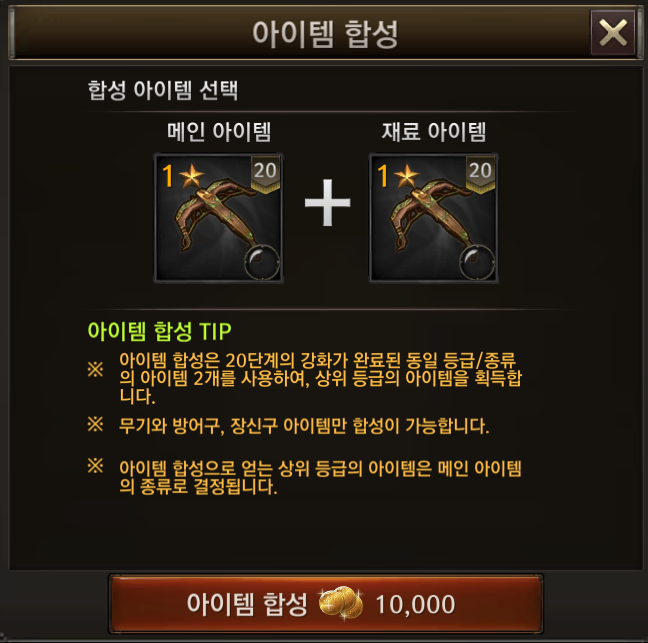 아이템 합성
합성 아이템 선택
메인 아이템 재료 아이템
1 20 1 20
아이템 합성 TIP
※ 아이템 합성은 20단계의 강화가 완료된 동일 등급/종류
의 아이템 2개를 사용하여, 상위 등급의 아이템을 획득합
니다.
※ 무기와 방어구, 장신구 아이템만 합성이 가능합니다.
※ 아이템 합성으로 얻는 상위 등급의 아이템은 메인 아이템
의 종류로 결정됩니다.
아이템 합성 10,000